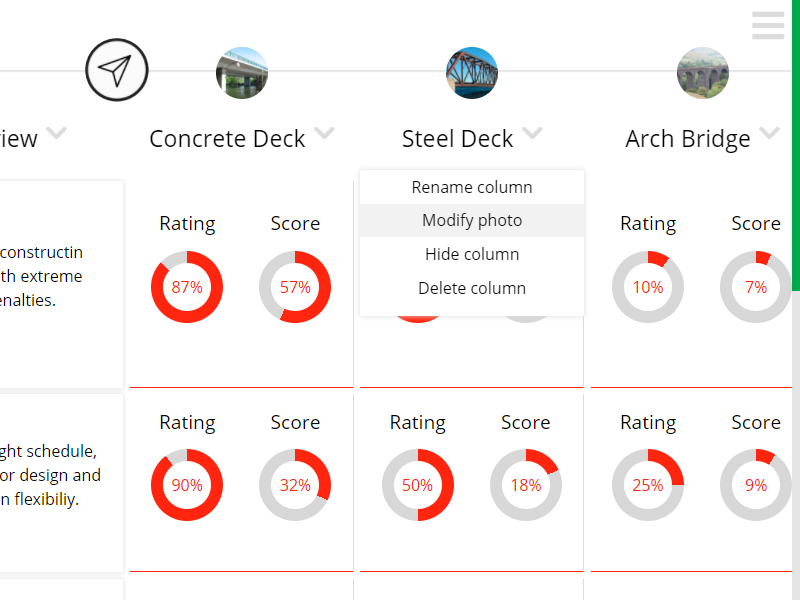 Concrete Deck
Steel Deck
Arch Bridge
Rename column
Modify photo
Hide column
Delete column
Rating
Score
87%
57%
Rating
Score
10%
7%
constructin
th extreme
enalties.
Rating
Score
90%
32%
Rating
Score
50%
18%
Rating
Score
25%
9%
ght schedule,
or design and
n flexibiliy.